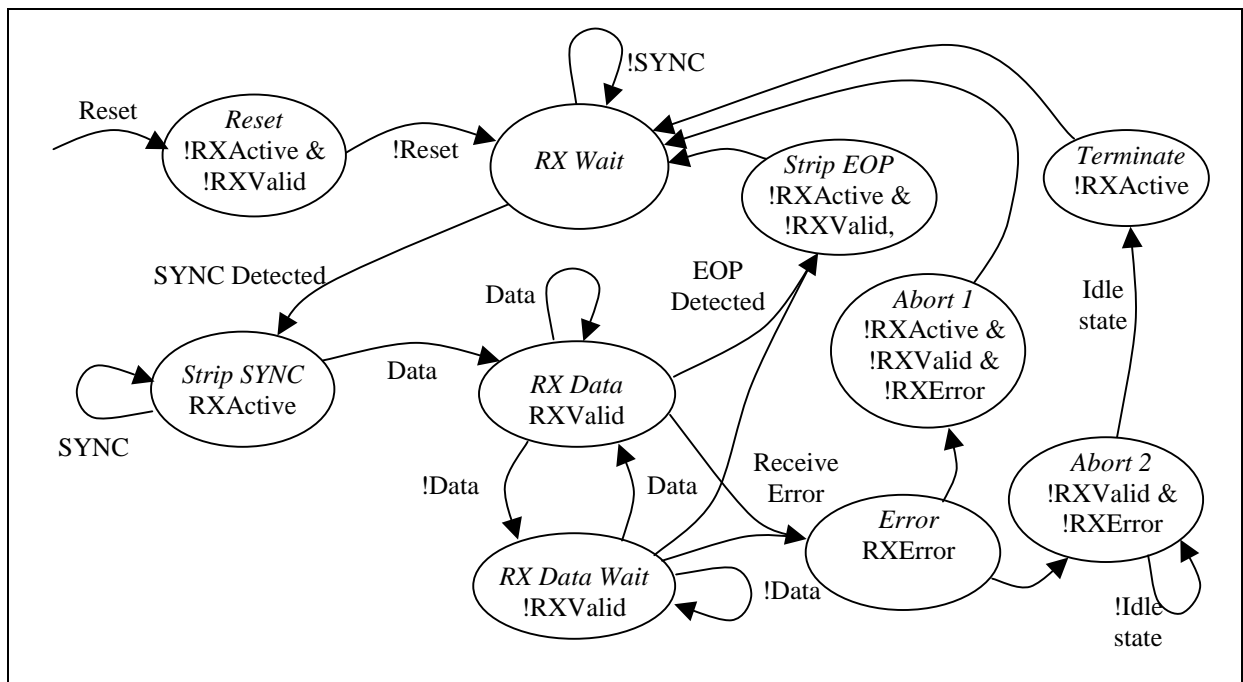 !SYNC
Reset
Reset
!RXActive &
!RXValid
!Reset
RX Wait
Strip EOP
!RXActive &
!RXValid,
Terminate
!RXActive
SYNC Detected
Data
EOP
Detected
Abort 1
!RXActive &
!RXValid &
!RXError
Idle
state
Strip SYNC
RXActive
Data
RX Data
RXValid
SYNC
!Data
Data
Receive
Error
Error
RXError
Abort 2
!RXValid &
!RXError
RX Data Wait
!RXValid
!Data
!Idle
state